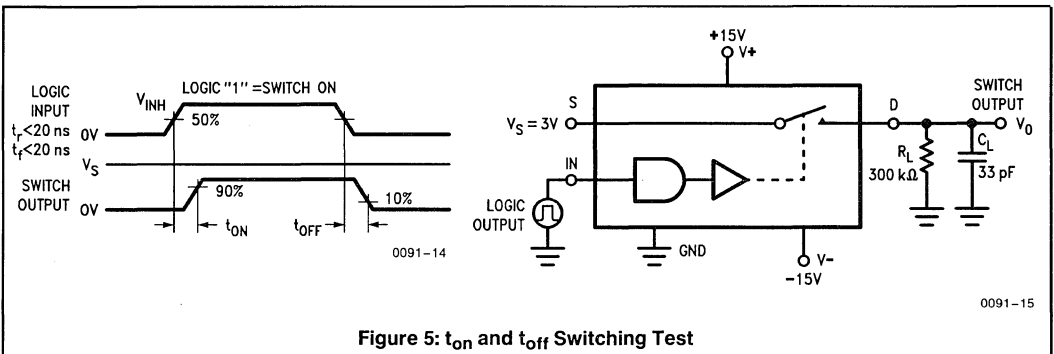 LOGIC
INPUT
tr<20 ns
tf<20 ns
VINH
LOGIC "1" =SWITCH ON
50%
0V
VS
SWITCH
OUTPUT
0V
90%
10%
tON
tOFF
0091-14
+15V
V+
S
VS = 3V
IN
LOGIC
OUTPUT
GND
V-
-15V
D
SWITCH
OUTPUT
VO
RL
300 kΩ
CL
33 pF
0091-15
Figure 5: ton and toff Switching Test